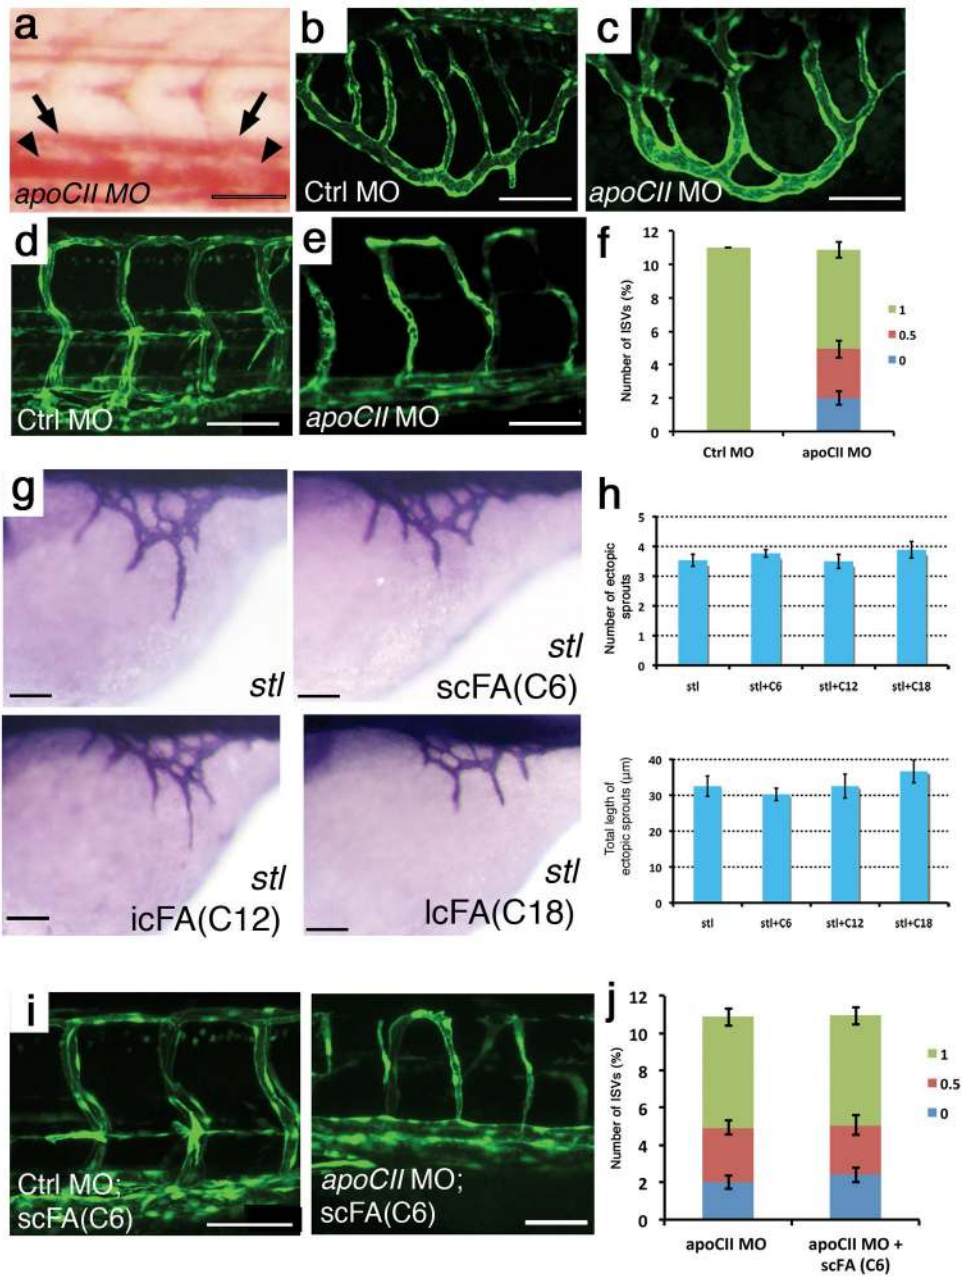 a
apoCII MO
b
Ctrl MO
c
apoCII MO
d
Ctrl MO
e
apoCII MO
f
Number of ISVs (%)
12
10
8
6
4
2
0
Ctrl MO
apoCII MO
1
0.5
0
g
stl
stl
scFA(C6)
stl
icFA(C12)
stl
lcFA(C18)
h
Number of ectopic
sprouts
5
4
3
2
1
0
stl
stl+C6
stl+C12
stl+C18
Total legth of
ectopic sprouts (µm)
40
30
20
10
0
stl
stl+C6
stl+C12
stl+C18
i
Ctrl MO;
scFA(C6)
apoCII MO;
scFA(C6)
j
Number of ISVs (%)
12
10
8
6
4
2
0
apoCII MO
apoCII MO +
scFA (C6)
1
0.5
0